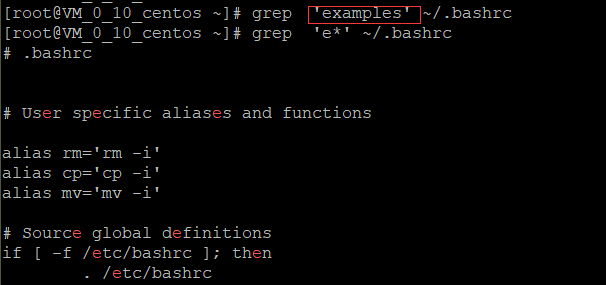 [root@VM_0_10_centos ~]# grep  'examples' ~/.bashrc
[root@VM_0_10_centos ~]# grep  'e*' ~/.bashrc
# .bashrc
# User specific aliases and functions
alias rm='rm -i'
alias cp='cp -i'
alias mv='mv -i'
# Source global definitions
if [ -f /etc/bashrc ]; then
        . /etc/bashrc